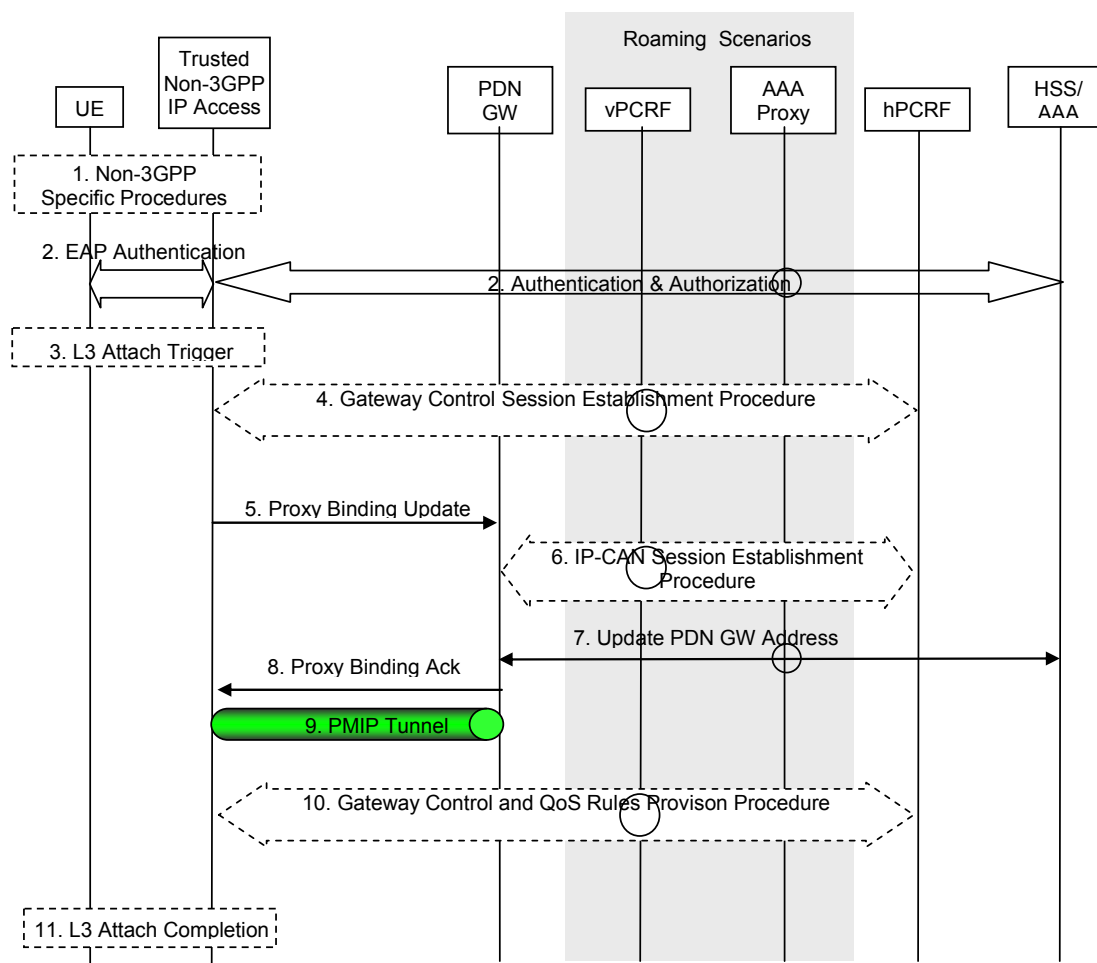 Roaming Scenarios
UE
Trusted
Non-3GPP
IP Access
PDN
GW
vPCRF
AAA
Proxy
hPCRF
HSS/
AAA
1. Non-3GPP
Specific Procedures
2. EAP Authentication
2. Authentication & Authorization
3. L3 Attach Trigger
4. Gateway Control Session Establishment Procedure
5. Proxy Binding Update
6. IP-CAN Session Establishment
Procedure
7. Update PDN GW Address
8. Proxy Binding Ack
9. PMIP Tunnel
10. Gateway Control and QoS Rules Provison Procedure
11. L3 Attach Completion